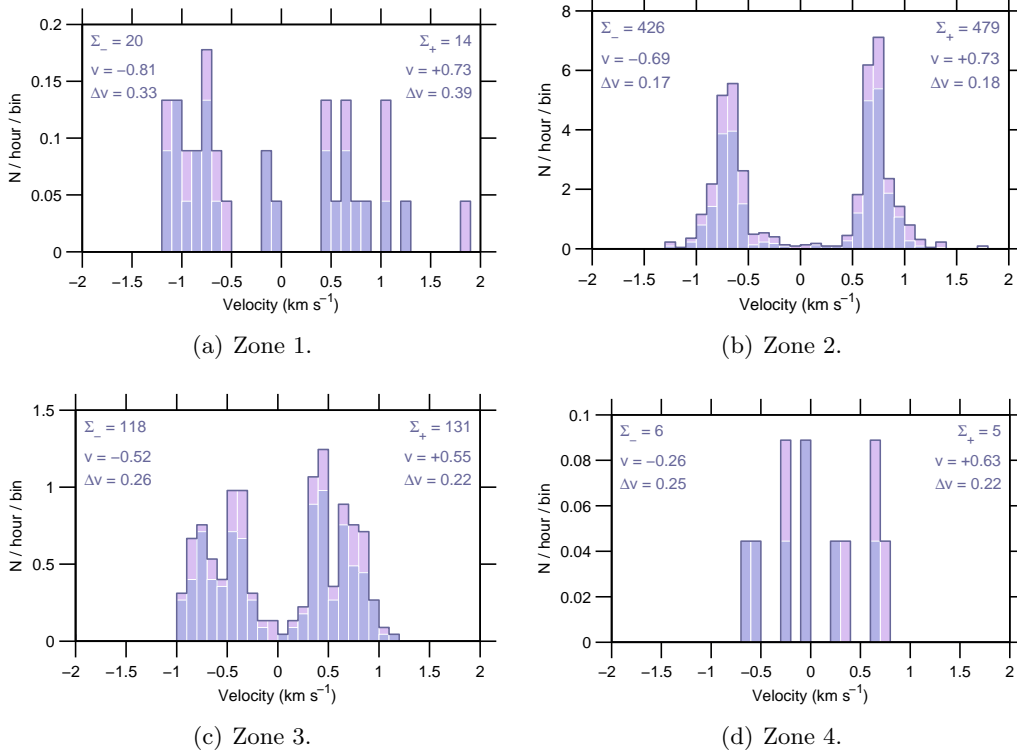 0.2
0.15
0.1
0.05
0
N / hour / bin
Σ₋ = 20
v = −0.81
Δv = 0.33
Σ₊ = 14
v = +0.73
Δv = 0.39
−2 −1.5 −1 −0.5 0 0.5 1 1.5 2
Velocity (km s⁻¹)
(a) Zone 1.
8
6
4
2
0
N / hour / bin
Σ₋ = 426
v = −0.69
Δv = 0.17
Σ₊ = 479
v = +0.73
Δv = 0.18
−2 −1.5 −1 −0.5 0 0.5 1 1.5 2
Velocity (km s⁻¹)
(b) Zone 2.
1.5
1
0.5
0
N / hour / bin
Σ₋ = 118
v = −0.52
Δv = 0.26
Σ₊ = 131
v = +0.55
Δv = 0.22
−2 −1.5 −1 −0.5 0 0.5 1 1.5 2
Velocity (km s⁻¹)
(c) Zone 3.
0.1
0.08
0.06
0.04
0.02
0
N / hour / bin
Σ₋ = 6
v = −0.26
Δv = 0.25
Σ₊ = 5
v = +0.63
Δv = 0.22
−2 −1.5 −1 −0.5 0 0.5 1 1.5 2
Velocity (km s⁻¹)
(d) Zone 4.